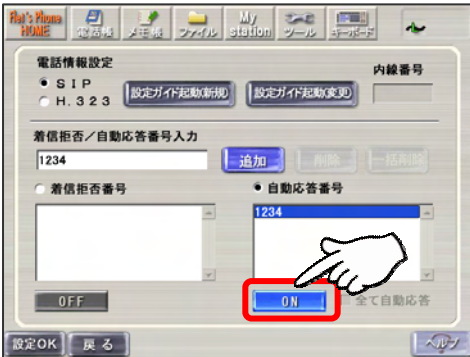 Flat's Phone My
HOME 電話帳 メモ帳 ファイル station ツール キーボード
電話情報設定
内線番号
SIP
H.323
設定ガイド起動(新規) 設定ガイド起動(変更)
着信拒否／自動応答番号入力
1234 追加 削除 一括削除
着信拒否番号 自動応答番号
1234
OFF ON 全て自動応答
設定OK 戻る ヘルプ